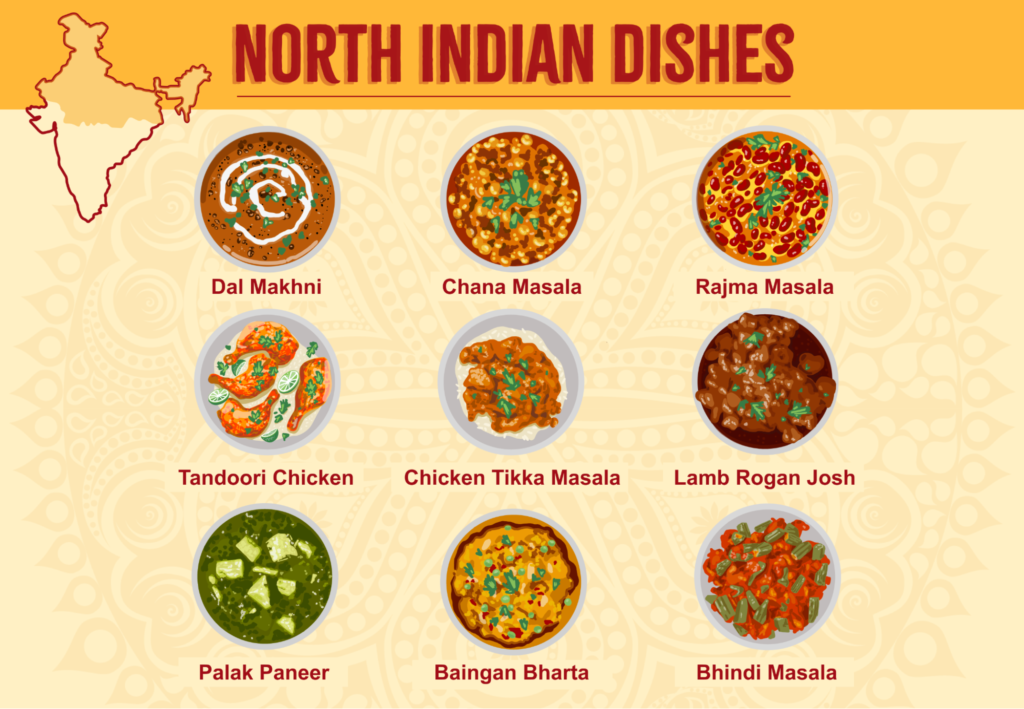 NORTH INDIAN DISHES
Dal Makhni
Chana Masala
Rajma Masala
Tandoori Chicken
Chicken Tikka Masala
Lamb Rogan Josh
Palak Paneer
Baingan Bharta
Bhindi Masala